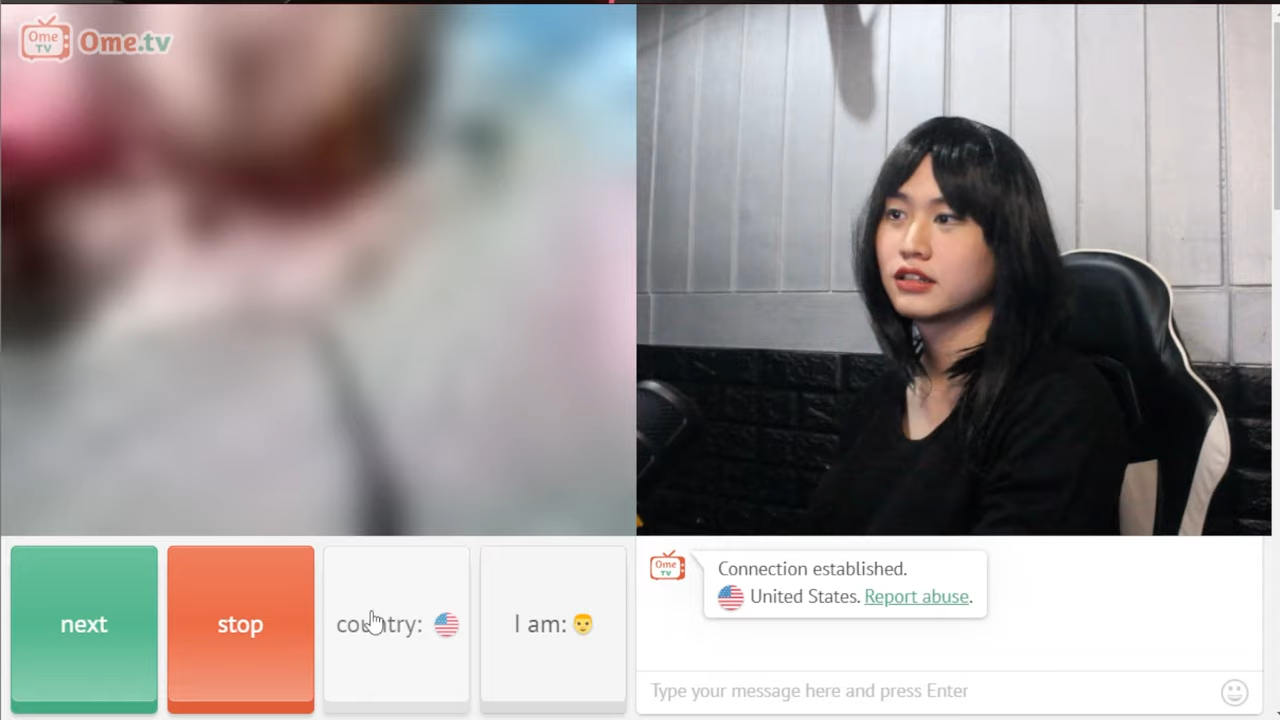 Ome
TV
Ome.tv
next
stop
country:
I am:
Ome
TV
Connection established.
United States. Report abuse.
Type your message here and press Enter